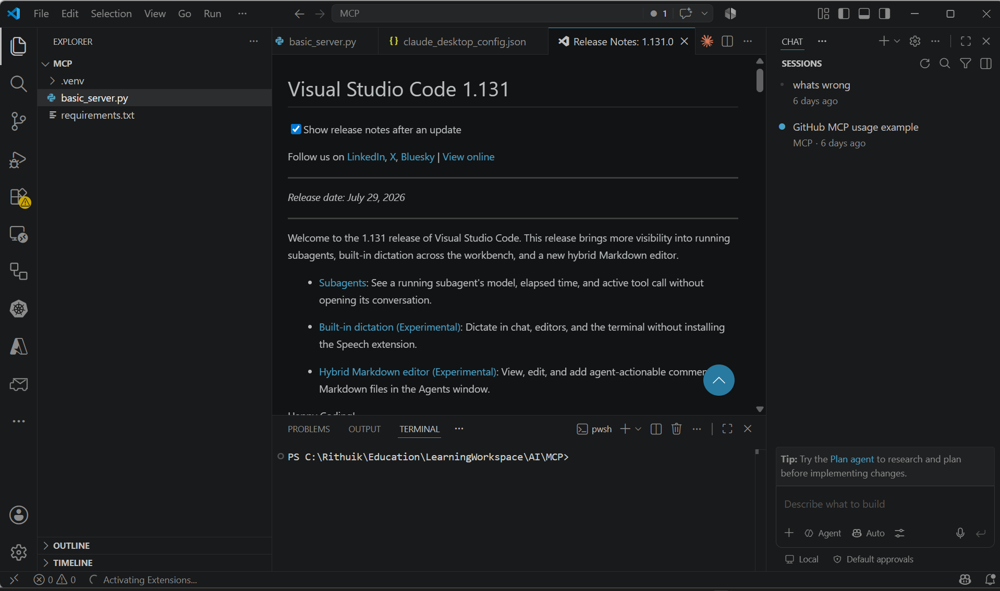 File Edit Selection View Go Run
MCP
1
EXPLORER
MCP
.venv
basic_server.py
requirements.txt
OUTLINE
TIMELINE
basic_server.py
{} claude_desktop_config.json
Release Notes: 1.131.0
Visual Studio Code 1.131
Show release notes after an update
Follow us on LinkedIn, X, Bluesky | View online
Release date: July 29, 2026
Welcome to the 1.131 release of Visual Studio Code. This release brings more visibility into running
subagents, built-in dictation across the workbench, and a new hybrid Markdown editor.
• Subagents: See a running subagent's model, elapsed time, and active tool call without
opening its conversation.
• Built-in dictation (Experimental): Dictate in chat, editors, and the terminal without installing
the Speech extension.
• Hybrid Markdown editor (Experimental): View, edit, and add agent-actionable
Markdown files in the Agents window.
Happy Coding!
PROBLEMS OUTPUT TERMINAL
pwsh
PS C:\Rithuik\Education\LearningWorkspace\AI\MCP>
CHAT
SESSIONS
whats wrong
6 days ago
GitHub MCP usage example
MCP · 6 days ago
Tip: Try the Plan agent to research and plan
before implementing changes.
Describe what to build
Agent Auto
Local Default approvals
0 0 Activating Extensions...